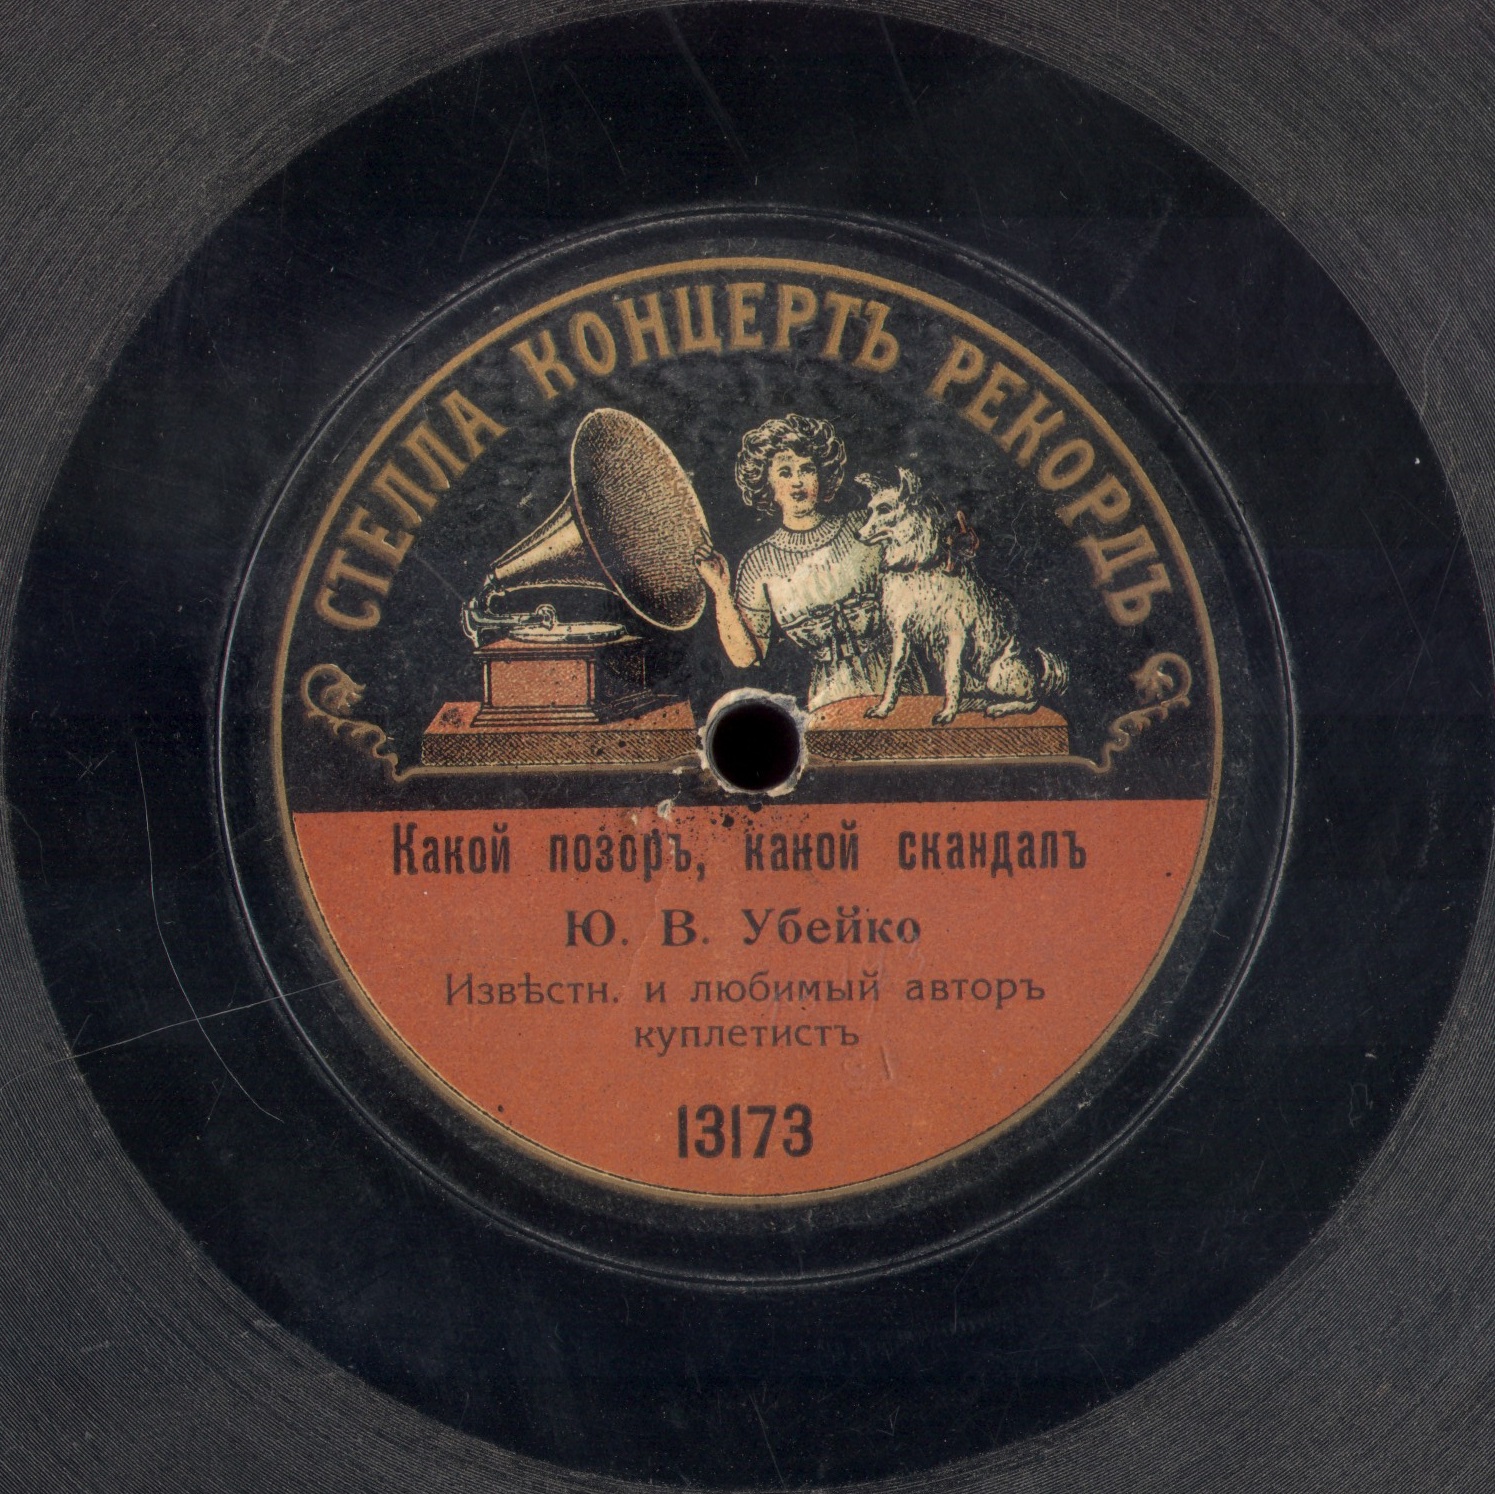 СТЕЛЛА КОНЦЕРТЪ РЕКОРДЪ
Какой позоръ, какой скандалъ
Ю. В. Убейко
Извѣстн. и любимый авторъ
куплетистъ
13173